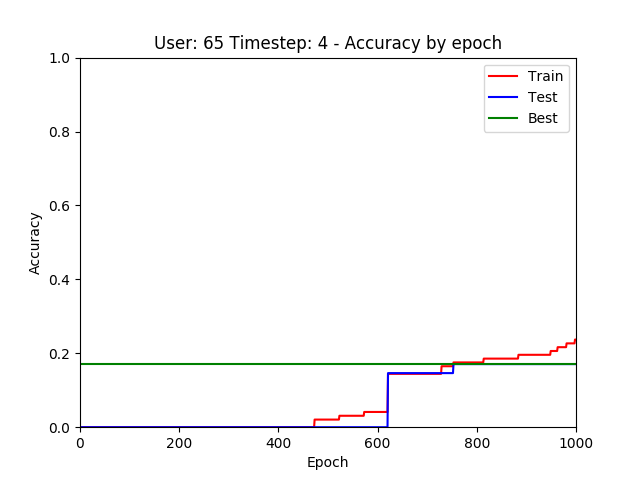 User: 65 Timestep: 4 - Accuracy by epoch
1.0
0.8
0.6
0.4
0.2
0.0
Accuracy
Train
Test
Best
0 200 400 600 800 1000
Epoch